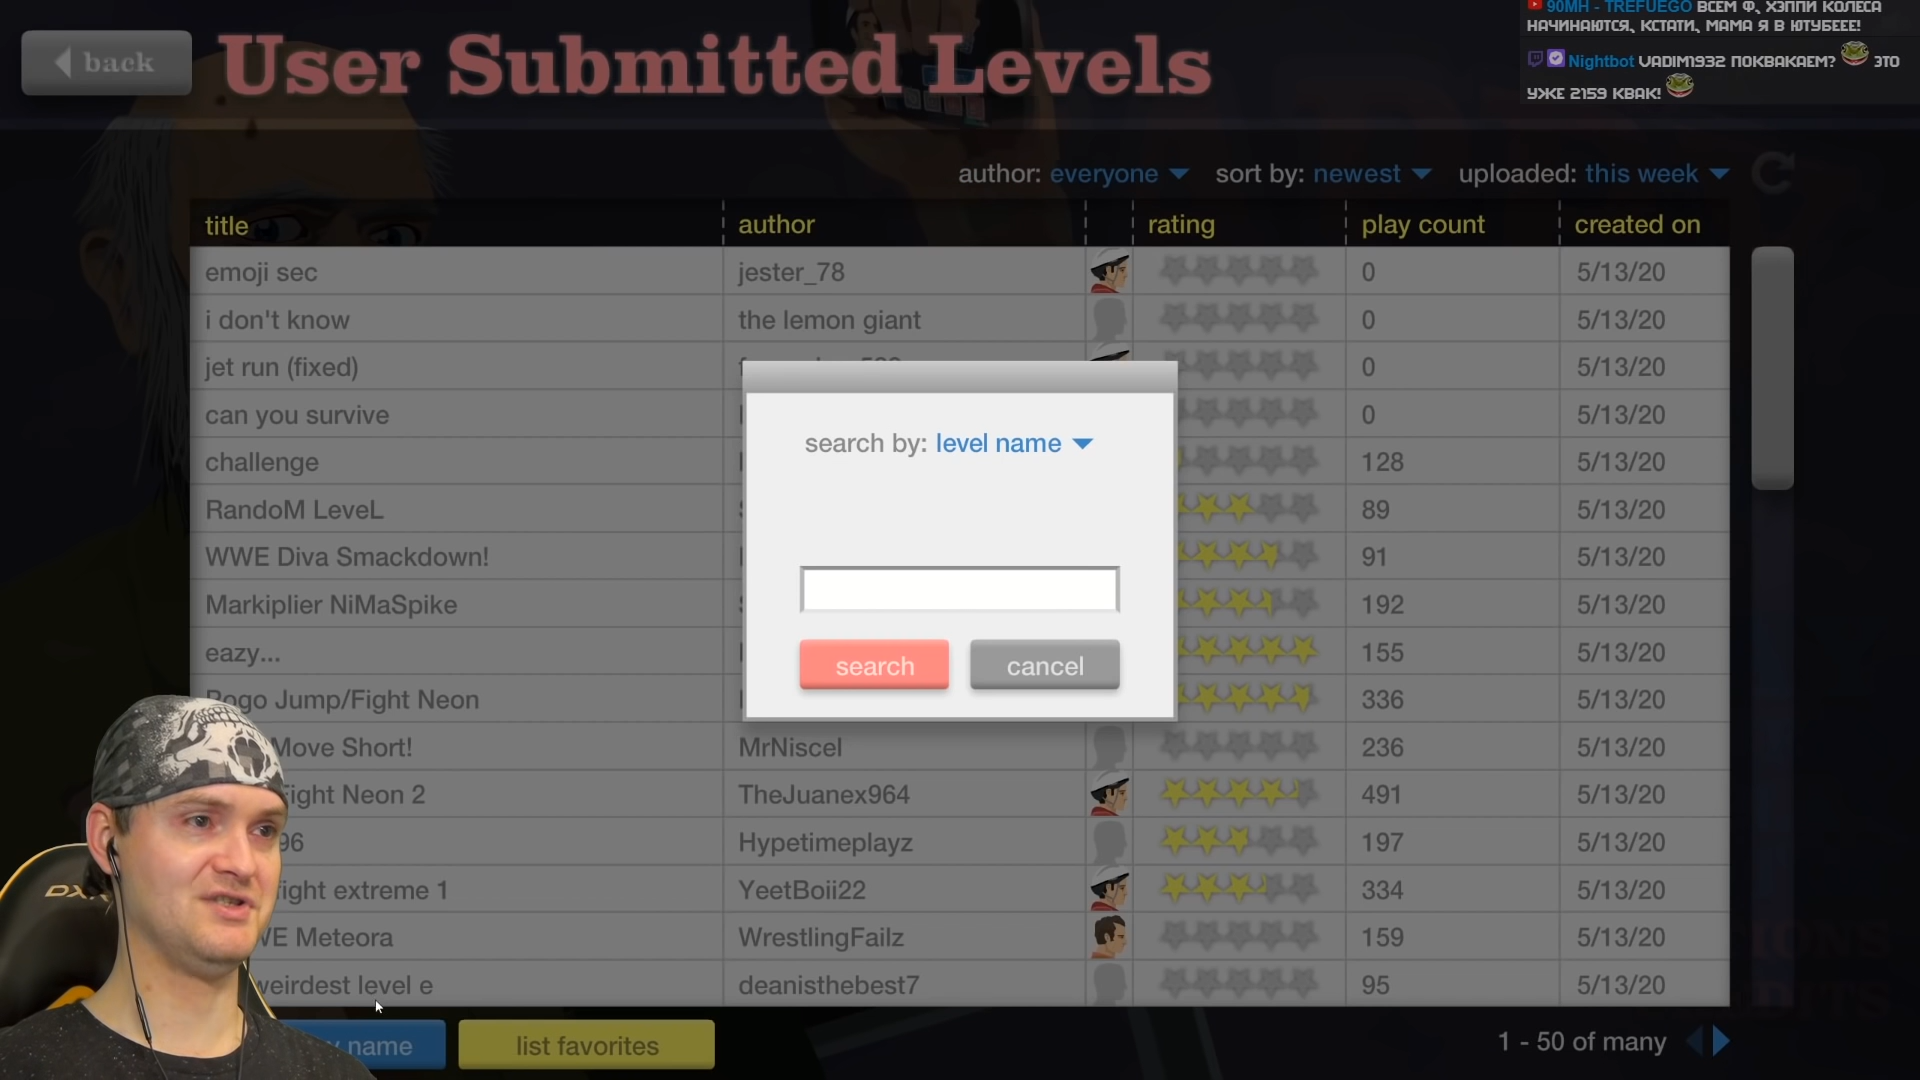 90MH - TREFUEGO ВСЕМ Ф, ХЭППИ КОЛЕСА
НАЧИНАЮТСЯ, КСТАТИ, МАМА Я В ЮТУБЕЕЕ!
Nightbot VADIM1932 ПОКВАКАЕМ? ЭТО
УЖЕ 2159 КВАК!
back
User Submitted Levels
author: everyone sort by: newest uploaded: this week
title author rating play count created on
emoji sec jester_78 0 5/13/20
i don't know the lemon giant 0 5/13/20
jet run (fixed) 0 5/13/20
can you survive 0 5/13/20
challenge 128 5/13/20
RandoM LeveL 89 5/13/20
WWE Diva Smackdown! 91 5/13/20
Markiplier NiMaSpike 192 5/13/20
eazy... 155 5/13/20
Pogo Jump/Fight Neon 336 5/13/20
Move Short! MrNiscel 236 5/13/20
Fight Neon 2 TheJuanex964 491 5/13/20
96 Hypetimeplayz 197 5/13/20
fight extreme 1 YeetBoii22 334 5/13/20
Meteora WrestlingFailz 159 5/13/20
weirdest level e deanisthebest7 95 5/13/20
search by: level name
search cancel
name list favorites
1 - 50 of many